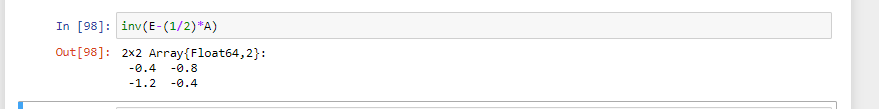 In [98]: inv(E-(1/2)*A)
Out[98]: 2×2 Array{Float64,2}:
 -0.4  -0.8
 -1.2  -0.4